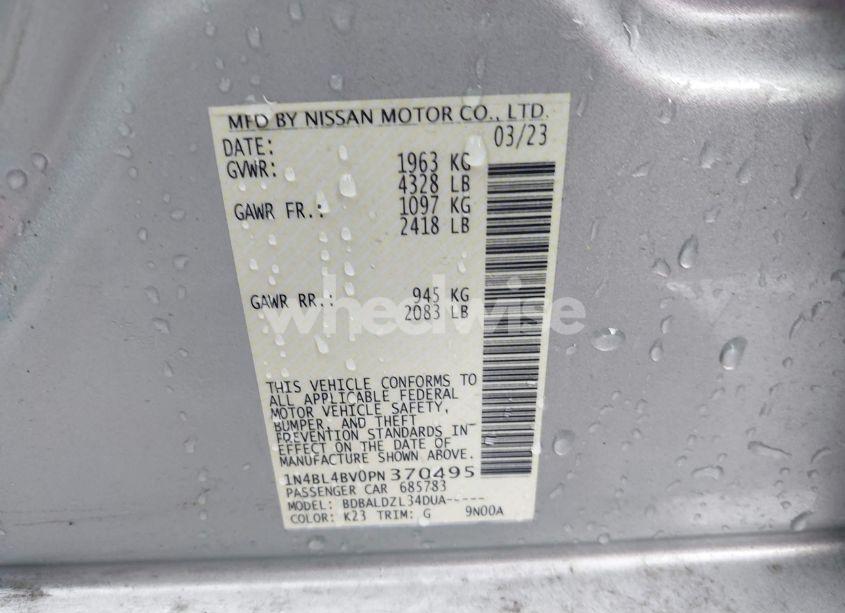 MFD BY NISSAN MOTOR CO., LTD.
DATE: 03/23
GVWR: 1963 KG
4328 LB
GAWR FR.: 1097 KG
2418 LB
GAWR RR.: 945 KG
2083 LB
wheelwise
THIS VEHICLE CONFORMS TO
ALL APPLICABLE FEDERAL
MOTOR VEHICLE SAFETY,
BUMPER, AND THEFT
PREVENTION STANDARDS IN-
EFFECT ON THE DATE OF
MANUFACTURE SHOWN ABOVE.
1N4BL4BV0PN370495
PASSENGER CAR 685783
MODEL: BDBALDZL34DUA-----
COLOR: K23 TRIM: G 9N00A